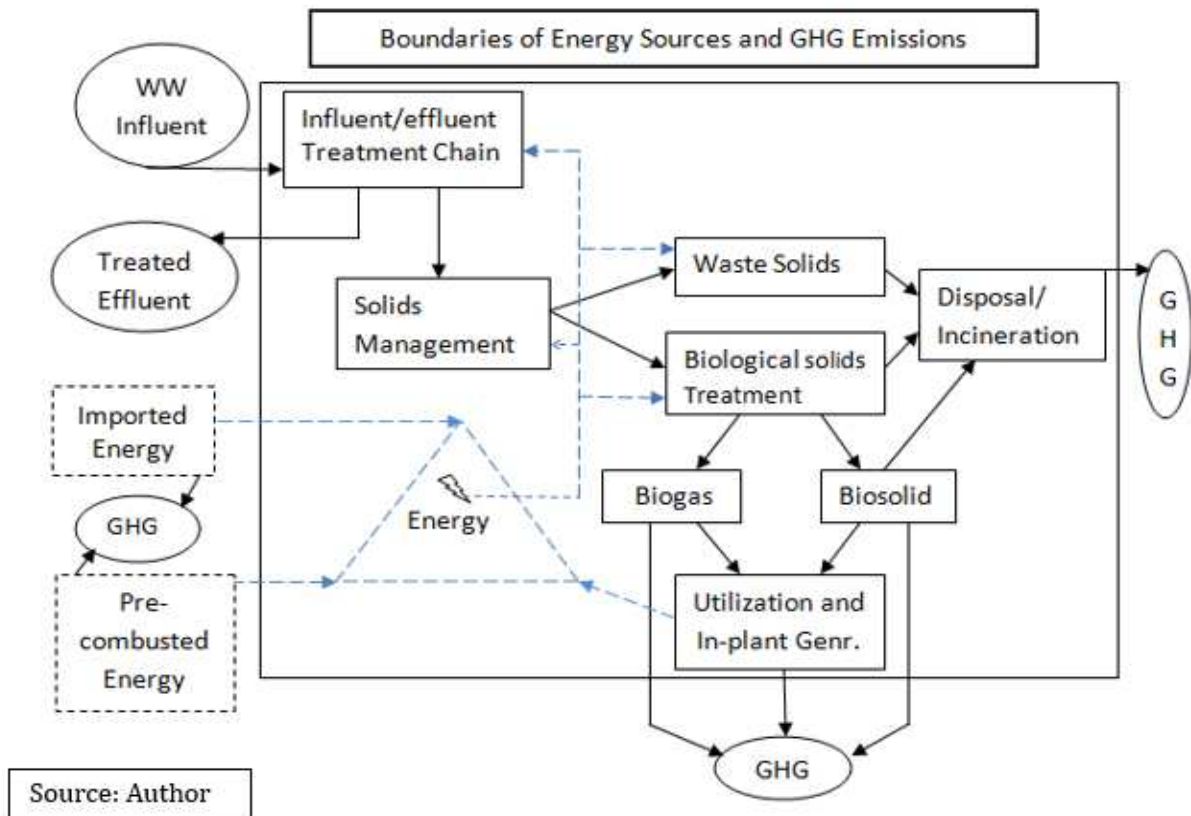 Boundaries of Energy Sources and GHG Emissions
WW
Influent
Influent/effluent
Treatment Chain
Treated
Effluent
Solids
Management
Waste Solids
Biological solids
Treatment
Disposal/
Incineration
G
H
G
Imported
Energy
GHG
Pre-
combusted
Energy
Energy
Biogas
Biosolid
Utilization and
In-plant Genr.
GHG
Source: Author